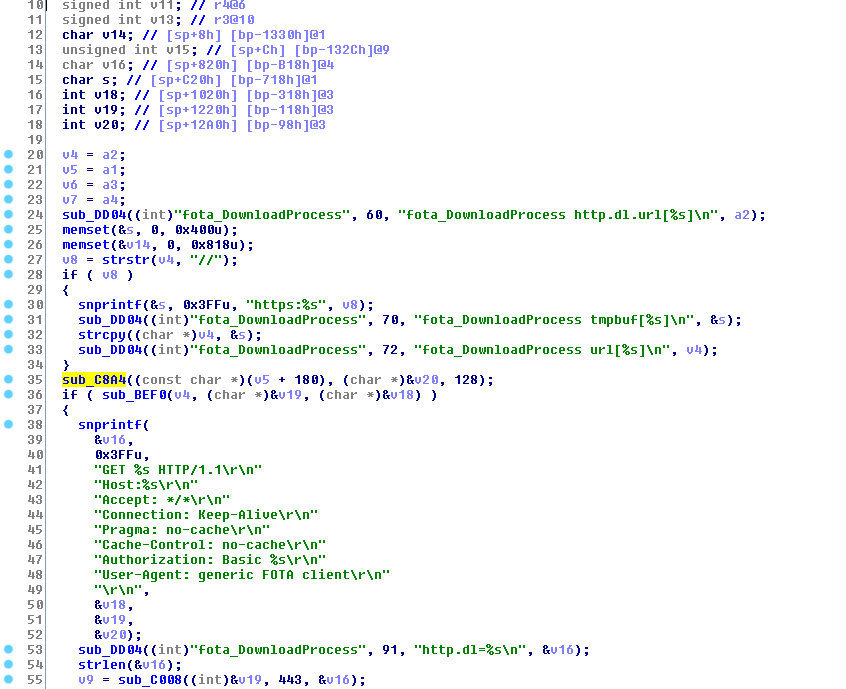 10 signed int v11; // r4@6
11 signed int v13; // r3@10
12 char v14; // [sp+8h] [bp-1330h]@1
13 unsigned int v15; // [sp+Ch] [bp-132Ch]@9
14 char v16; // [sp+820h] [bp-B18h]@4
15 char s; // [sp+C20h] [bp-718h]@1
16 int v18; // [sp+1020h] [bp-318h]@3
17 int v19; // [sp+1220h] [bp-118h]@3
18 int v20; // [sp+12A0h] [bp-98h]@3
19
20 v4 = a2;
21 v5 = a1;
22 v6 = a3;
23 v7 = a4;
24 sub_DD04((int)"fota_DownloadProcess", 60, "fota_DownloadProcess http.dl.url[%s]\n", a2);
25 memset(&s, 0, 0x400u);
26 memset(&v14, 0, 0x818u);
27 v8 = strstr(v4, "//");
28 if ( v8 )
29 {
30 snprintf(&s, 0x3FFu, "https:%s", v8);
31 sub_DD04((int)"fota_DownloadProcess", 70, "fota_DownloadProcess tmpbuf[%s]\n", &s);
32 strcpy((char *)v4, &s);
33 sub_DD04((int)"fota_DownloadProcess", 72, "fota_DownloadProcess url[%s]\n", v4);
34 }
35 sub_C8A4((const char *)(v5 + 180), (char *)&v20, 128);
36 if ( sub_BEF0(v4, (char *)&v19, (char *)&v18) )
37 {
38 snprintf(
39 &v16,
40 0x3FFu,
41 "GET %s HTTP/1.1\r\n"
42 "Host:%s\r\n"
43 "Accept: */*\r\n"
44 "Connection: Keep-Alive\r\n"
45 "Pragma: no-cache\r\n"
46 "Cache-Control: no-cache\r\n"
47 "Authorization: Basic %s\r\n"
48 "User-Agent: generic FOTA client\r\n"
49 "\r\n",
50 &v18,
51 &v19,
52 &v20);
53 sub_DD04((int)"fota_DownloadProcess", 91, "http.dl=%s\n", &v16);
54 strlen(&v16);
55 v9 = sub_C008((int)&v19, 443, &v16);